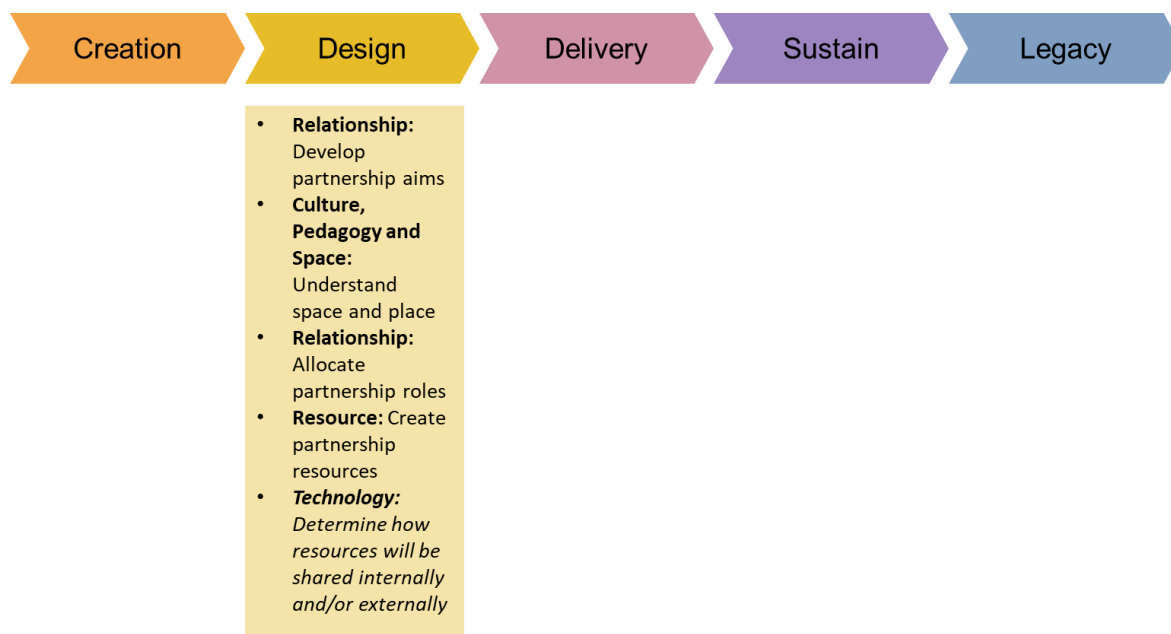 Creation
Design
Delivery
Sustain
Legacy
• Relationship:
Develop
partnership aims
• Culture,
Pedagogy and
Space:
Understand
space and place
• Relationship:
Allocate
partnership roles
• Resource: Create
partnership
resources
• Technology:
Determine how
resources will be
shared internally
and/or externally